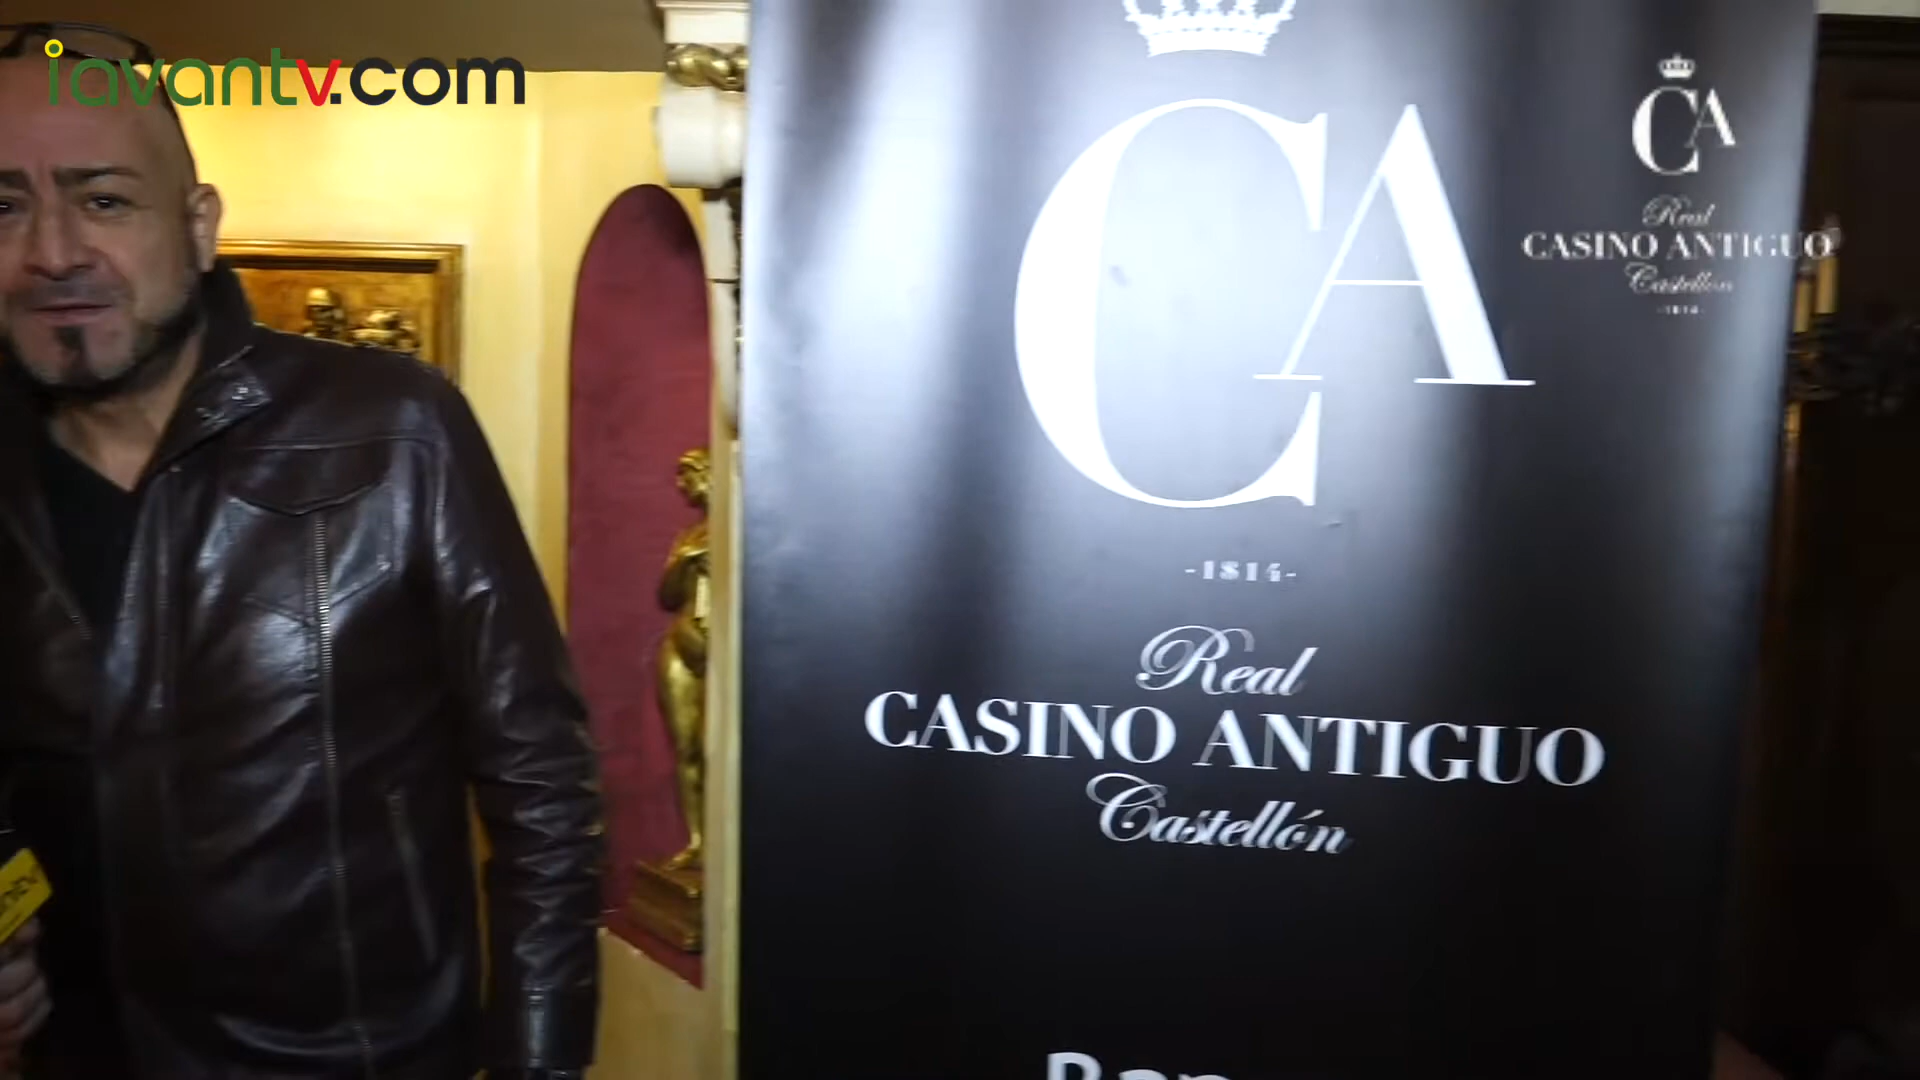 iavantv.com
CA
-1814-
Real
CASINO ANTIGUO
Castellón
CA
Real
CASINO ANTIGUO
Castellón